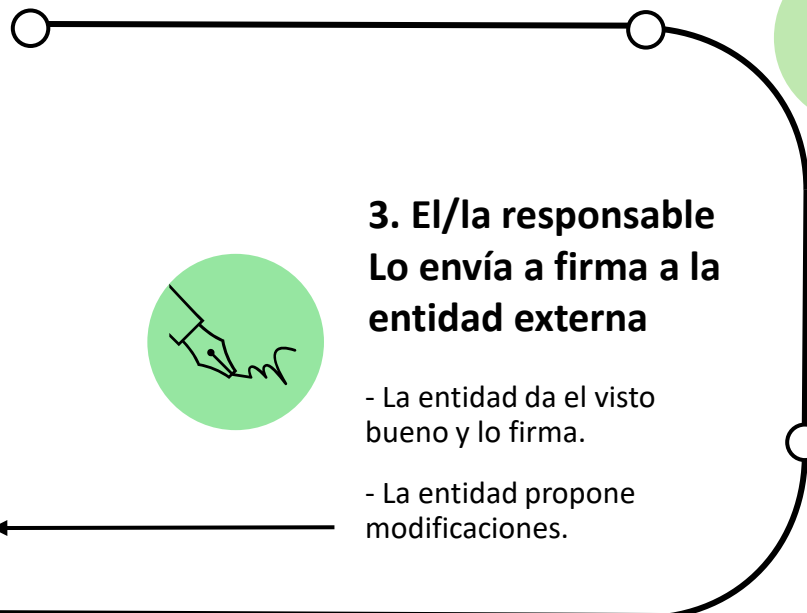 3. El/la responsable
Lo envía a firma a la
entidad externa
- La entidad da el visto
bueno y lo firma.
- La entidad propone
modificaciones.